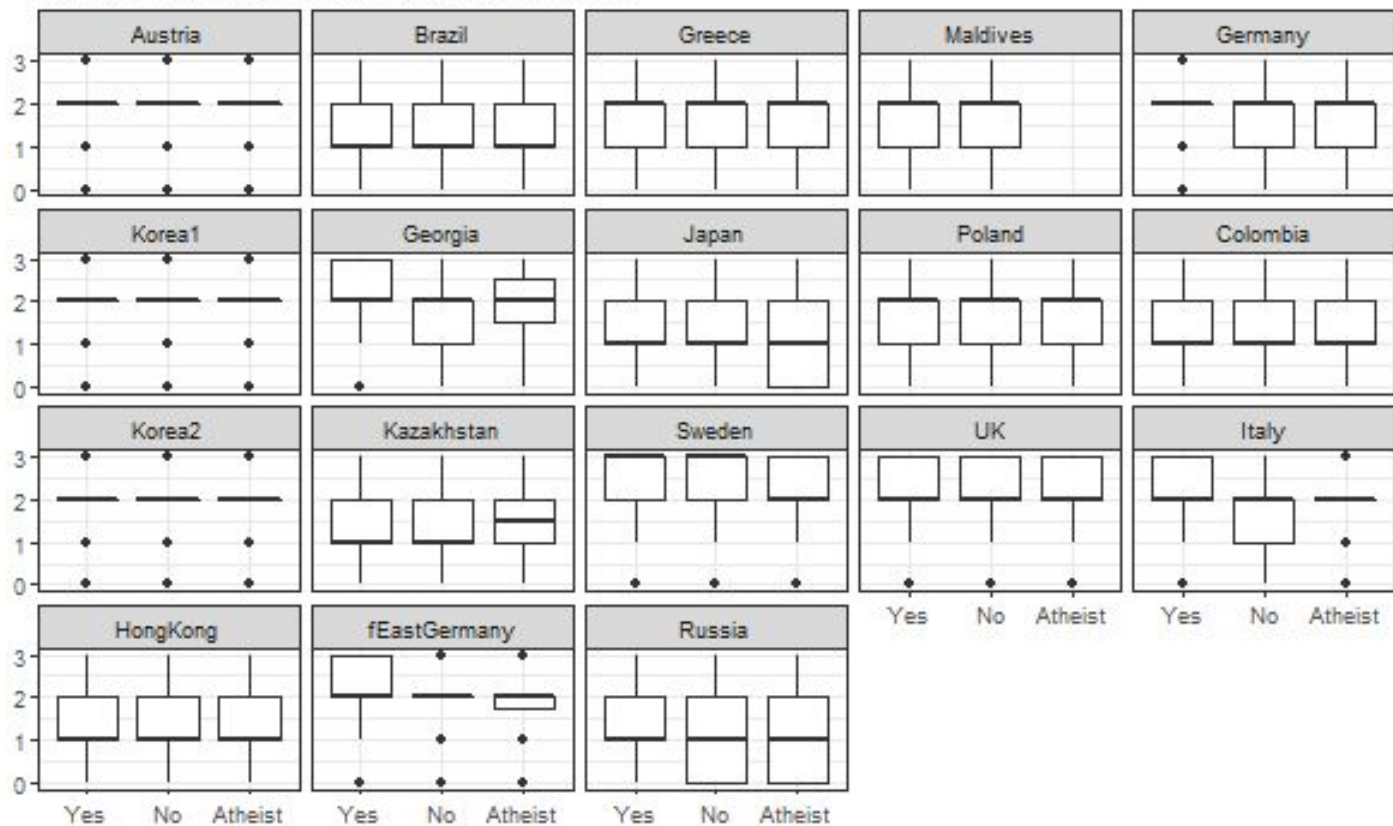 Austria Brazil Greece Maldives Germany
3
2
1
0
Korea1 Georgia Japan Poland Colombia
3
2
1
0
Korea2 Kazakhstan Sweden UK Italy
3
2
1
0
Yes No Atheist Yes No Atheist
HongKong fEastGermany Russia
3
2
1
0
Yes No Atheist Yes No Atheist Yes No Atheist